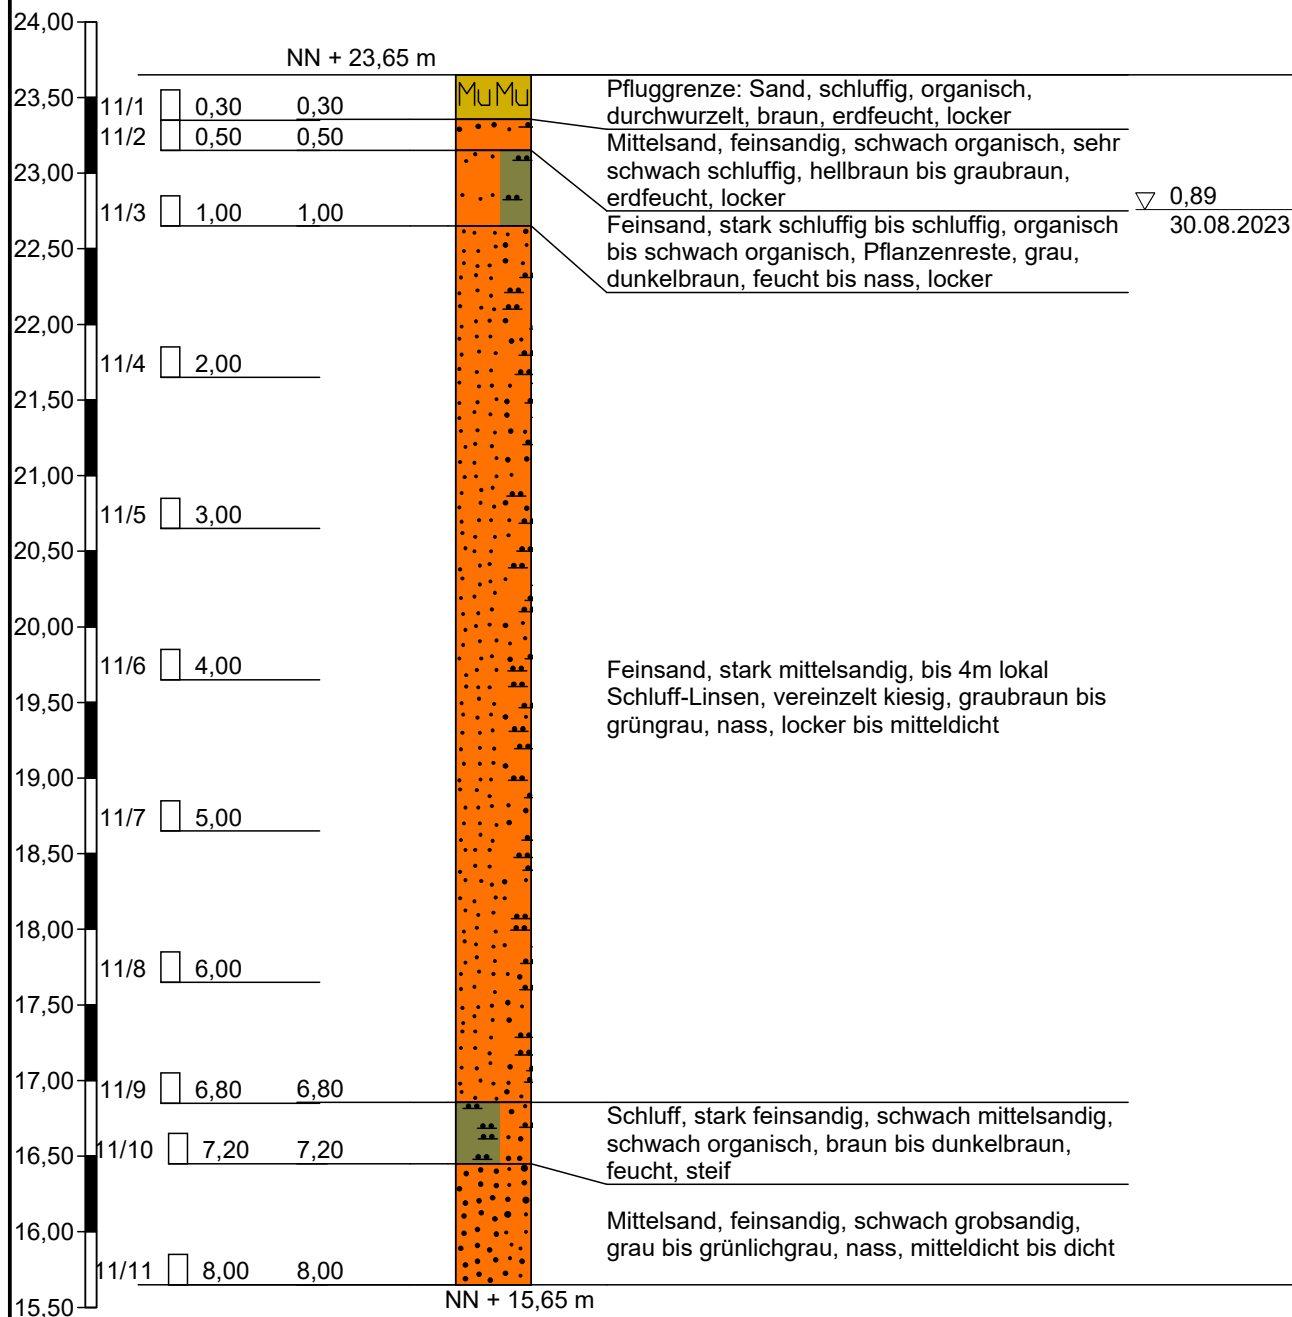 24,00
NN + 23,65 m
23,50
11/1 0,30 0,30
MuMu
Pfluggrenze: Sand, schluffig, organisch,
durchwurzelt, braun, erdfeucht, locker
11/2 0,50 0,50
Mittelsand, feinsandig, schwach organisch, sehr
schwach schluffig, hellbraun bis graubraun,
erdfeucht, locker
23,00
0,89
30.08.2023
11/3 1,00 1,00
Feinsand, stark schluffig bis schluffig, organisch
bis schwach organisch, Pflanzenreste, grau,
dunkelbraun, feucht bis nass, locker
22,50
22,00
11/4 2,00
21,50
21,00
11/5 3,00
20,50
20,00
11/6 4,00
Feinsand, stark mittelsandig, bis 4m lokal
Schluff-Linsen, vereinzelt kiesig, graubraun bis
grüngrau, nass, locker bis mitteldicht
19,50
19,00
11/7 5,00
18,50
18,00
11/8 6,00
17,50
17,00
11/9 6,80 6,80
Schluff, stark feinsandig, schwach mittelsandig,
schwach organisch, braun bis dunkelbraun,
feucht, steif
16,50
11/10 7,20 7,20
Mittelsand, feinsandig, schwach grobsandig,
grau bis grünlichgrau, nass, mitteldicht bis dicht
16,00
11/11 8,00 8,00
NN + 15,65 m
15,50